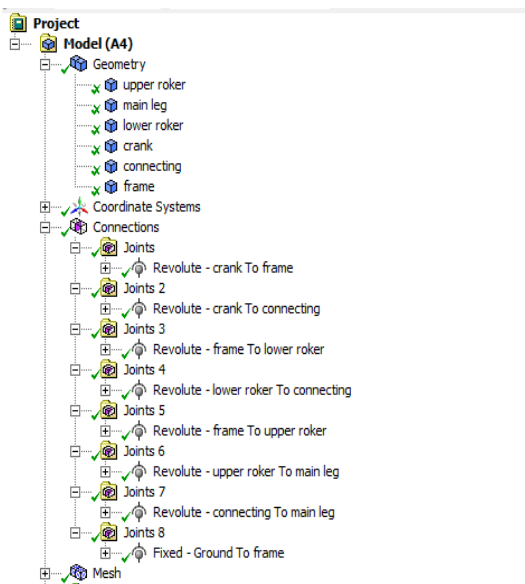 Project
Model (A4)
Geometry
upper roker
main leg
lower roker
crank
connecting
frame
Coordinate Systems
Connections
Joints
Revolute - crank To frame
Joints 2
Revolute - crank To connecting
Joints 3
Revolute - frame To lower roker
Joints 4
Revolute - lower roker To connecting
Joints 5
Revolute - frame To upper roker
Joints 6
Revolute - upper roker To main leg
Joints 7
Revolute - connecting To main leg
Joints 8
Fixed - Ground To frame
Mesh